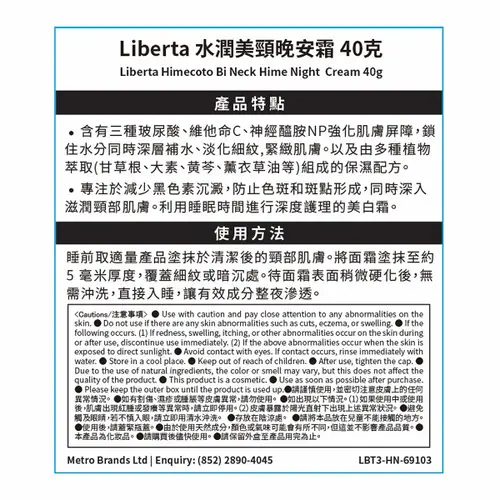 Liberta 水潤美頸晚安霜 40克
Liberta Himecoto Bi Neck Hime Night Cream 40g
產品特點
• 含有三種玻尿酸、維他命C、神經醯胺NP強化肌膚屏障，鎖
住水分同時深層補水、淡化細紋，緊緻肌膚。以及由多種植物
萃取(甘草根、大素、黄芩、薰衣草油等)組成的保濕配方。
• 專注於減少黑色素沉澱，防止色斑和斑點形成，同時深入
滋潤頸部肌膚。利用睡眠時間進行深度護理的美白霜。
使用方法
睡前取適量產品塗抹於清潔後的頸部肌膚。將面霜塗抹至約
5 毫米厚度，覆蓋細紋或暗沉處。待面霜表面稍微硬化後，無
需沖洗，直接入睡，讓有效成分整夜滲透。
<Cautions/注意事項> ● Use with caution and pay close attention to any abnormalities on the
skin. ● Do not use if there are any skin abnormalities such as cuts, eczema, or swelling. ● If the
following occurs. (1) If redness, swelling, itching, or other abnormalities occur on the skin during
or after use, discontinue use immediately. (2) If the above abnormalities occur when the skin is
exposed to direct sunlight. ● Avoid contact with eyes. If contact occurs, rinse immediately with
water. ● Store in a cool place. ● Keep out of reach of children. ● After use, tighten the cap. ●
Due to the use of natural ingredients, the color or smell may vary, but this does not affect the
quality of the product. ● This product is a cosmetic. ● Use as soon as possible after purchase.
● Please keep the outer box until the product is used up.●請謹慎使用，並密切注意皮膚上的任何
異常情況。●如有割傷、濕疹或腫脹等皮膚異常，請勿使用。 ●如出現以下情況。(1)如果使用中或使用
後，肌膚出現紅腫或發癢等異常時，請立即停用。(2)皮膚暴露於陽光直射下出現上述異常狀況。●避免
觸及眼睛，若不慎入眼，請立即用清水沖洗。 ●存放在陰涼處。 ●請將本品放在兒童不能接觸的地方。
●使用後，請蓋緊瓶蓋。●由於使用天然成分，顏色或氣味可能會有所不同，但這並不影響產品品質。●
本產品為化妝品。●請購買後儘快使用。●請保留外盒至產品用完為止。
Metro Brands Ltd | Enquiry: (852) 2890-4045
LBT3-HN-69103